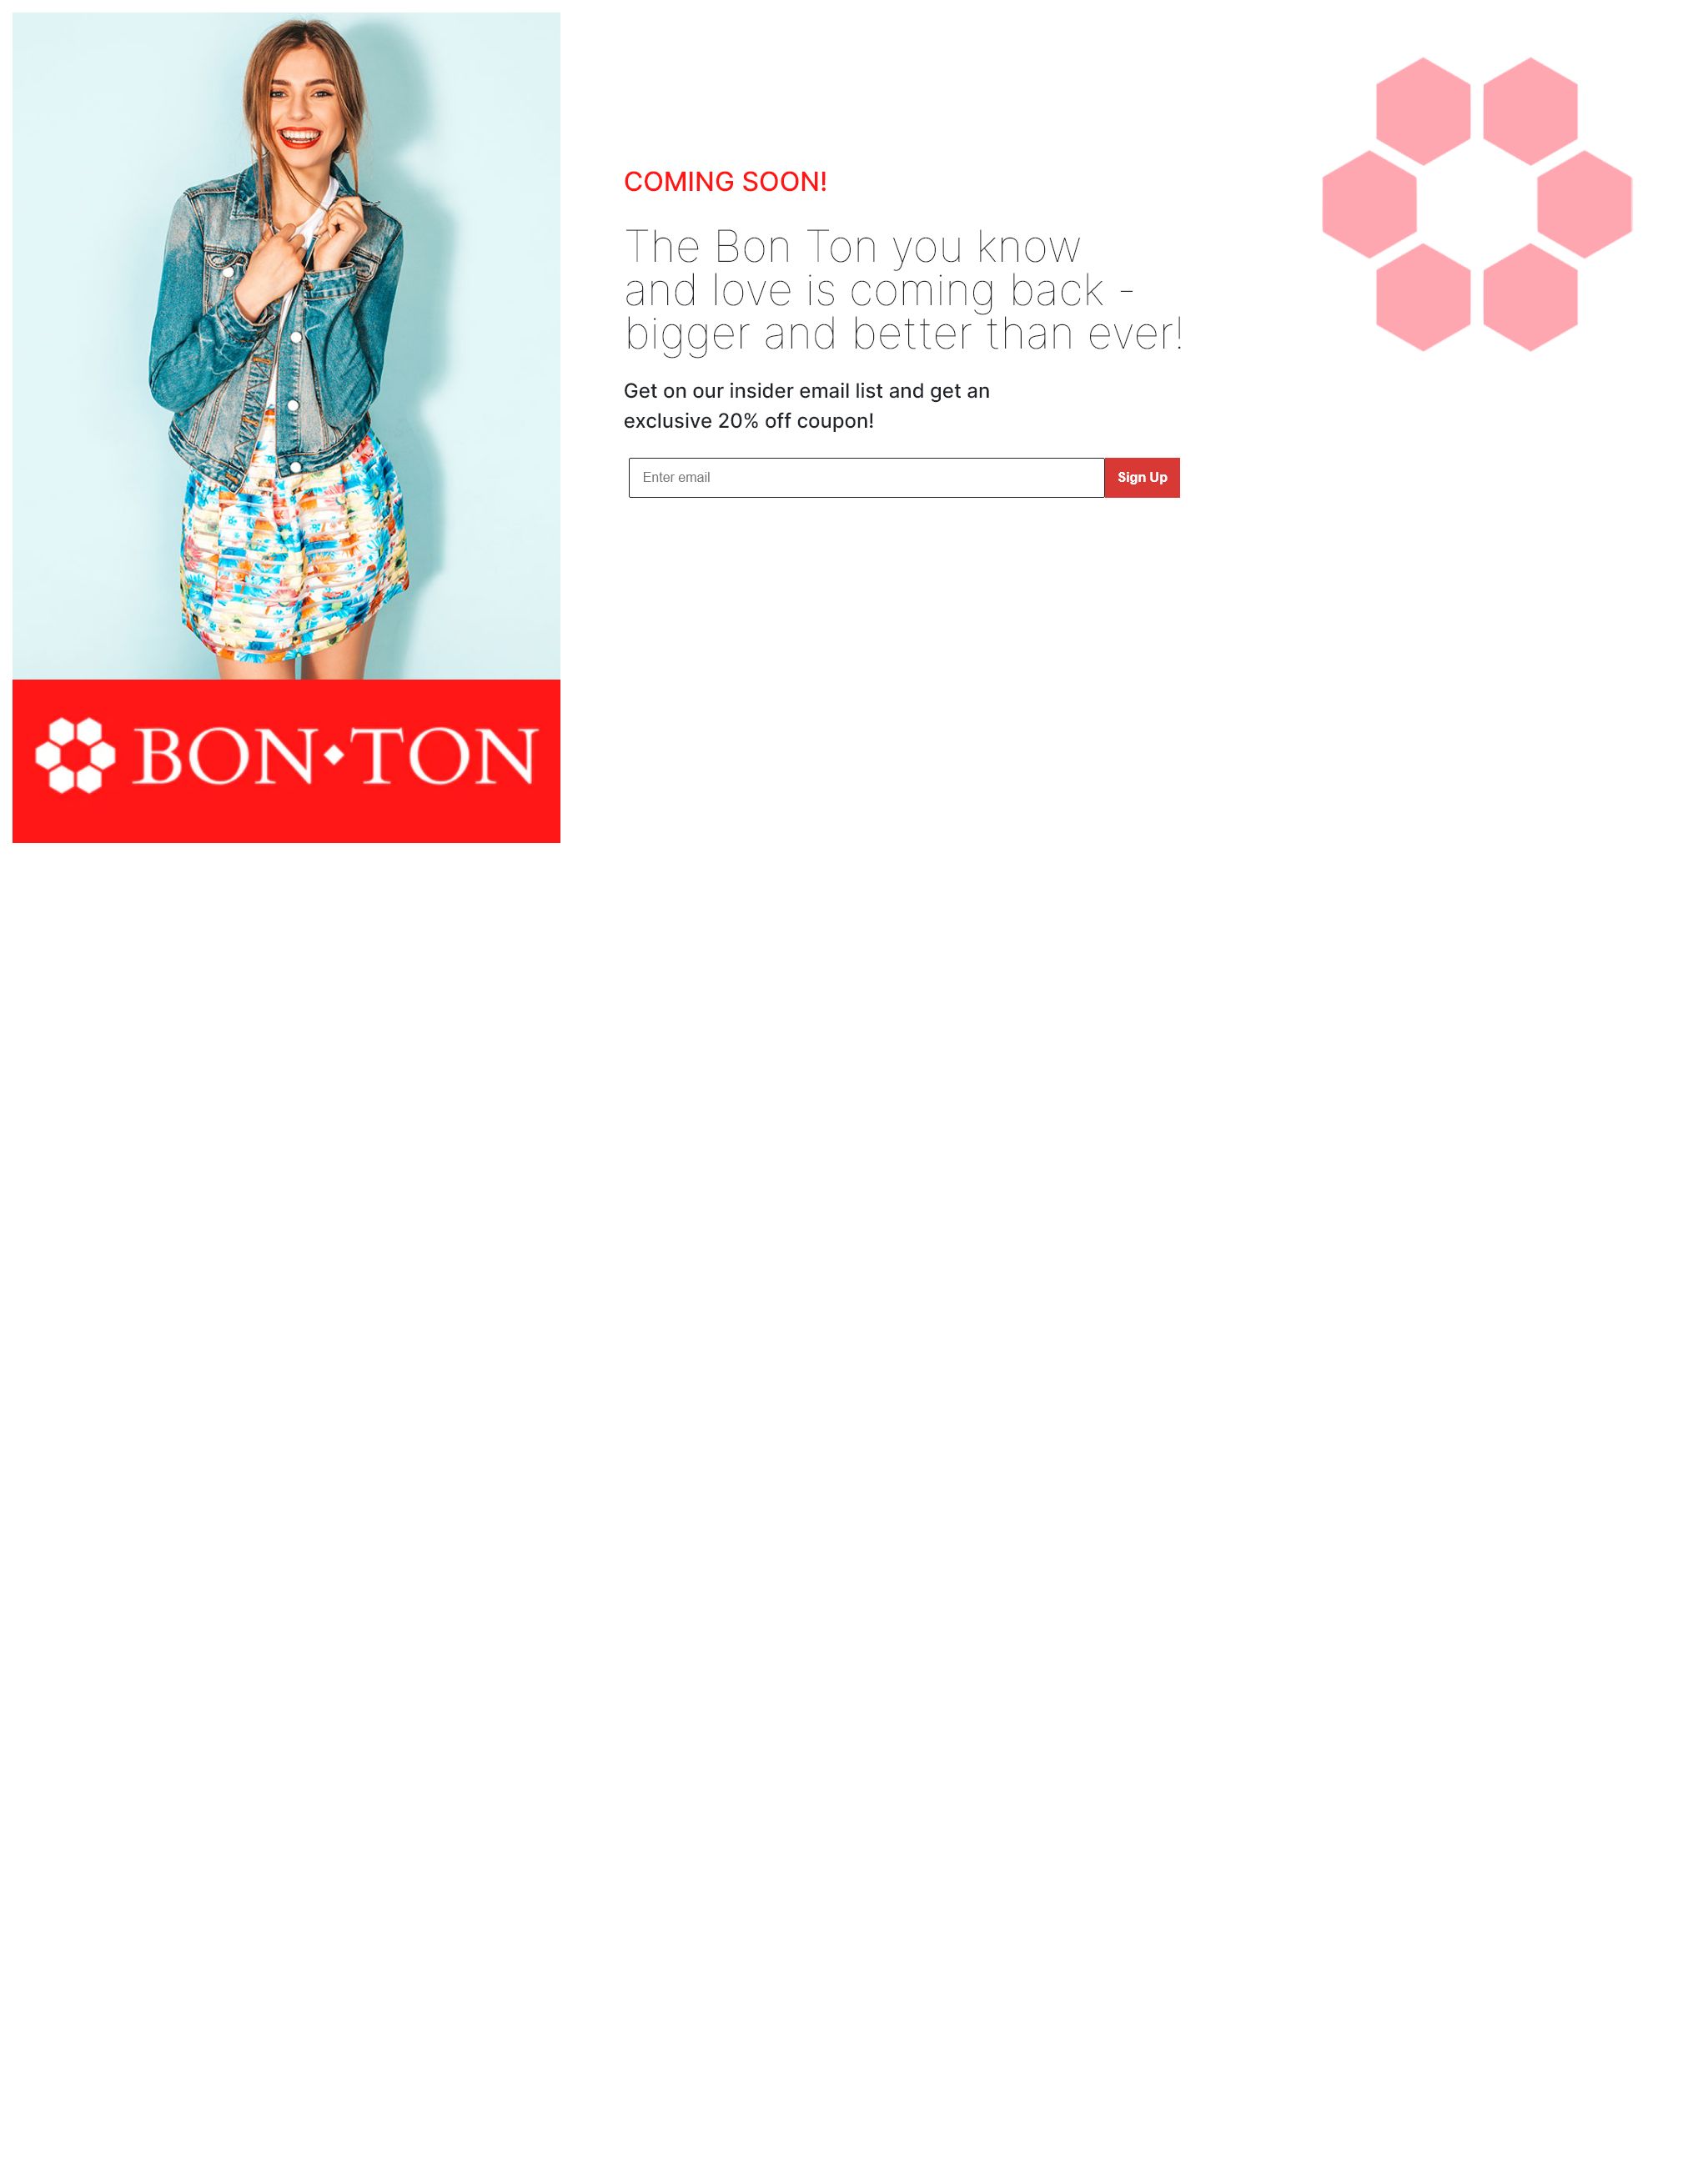 COMING SOON!
The Bon Ton you know
and love is coming back -
bigger and better than ever!
Get on our insider email list and get an
exclusive 20% off coupon!
Enter email
Sign Up
BON•TON